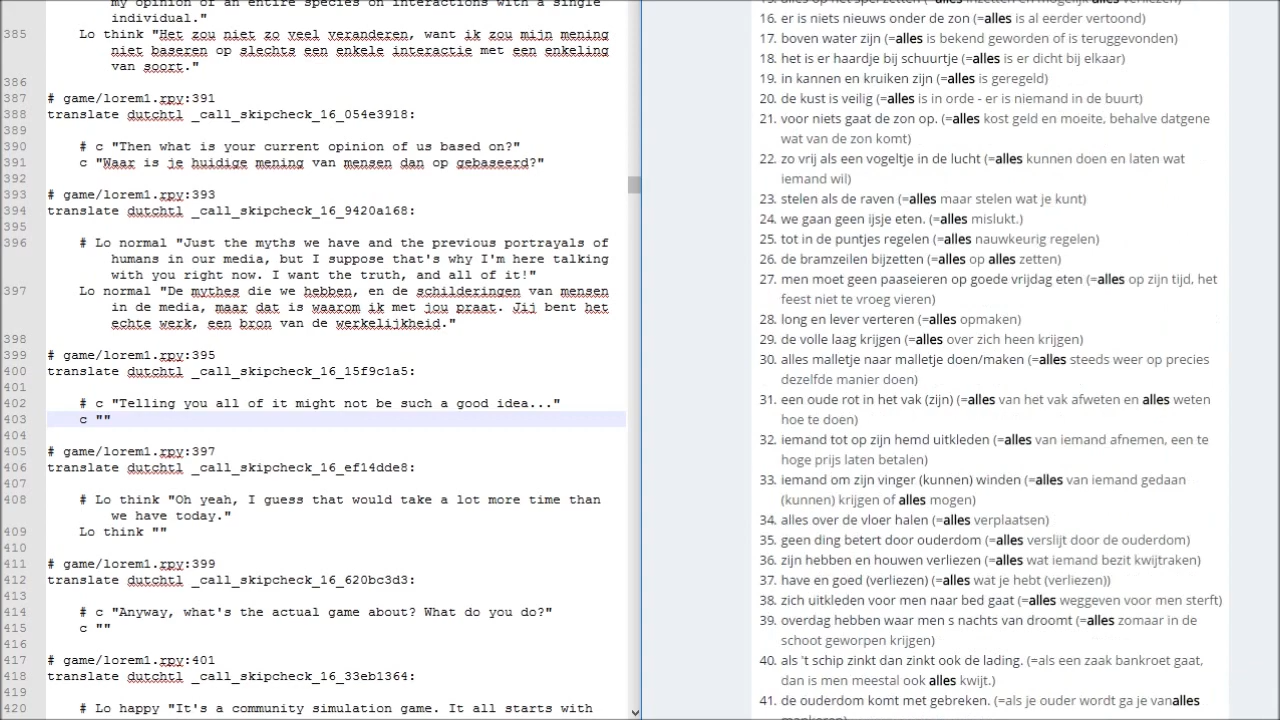 my opinion of an entire species on interactions with a single
individual."
385 Lo think "Het zou niet zo veel veranderen, want ik zou mijn mening
niet baseren op slechts een enkele interactie met een enkeling
van soort."
386
387 # game/lorem1.rpy:391
388 translate dutchtl _call_skipcheck_16_054e3918:
389
390 # c "Then what is your current opinion of us based on?"
391 c "Waar is je huidige mening van mensen dan op gebaseerd?"
392
393 # game/lorem1.rpy:393
394 translate dutchtl _call_skipcheck_16_9420a168:
395
396 # Lo normal "Just the myths we have and the previous portrayals of
humans in our media, but I suppose that's why I'm here talking
with you right now. I want the truth, and all of it!"
397 Lo normal "De mythes die we hebben, en de schilderingen van mensen
in de media, maar dat is waarom ik met jou praat. Jij bent het
echte werk, een bron van de werkelijkheid."
398
399 # game/lorem1.rpy:395
400 translate dutchtl _call_skipcheck_16_15f9c1a5:
401
402 # c "Telling you all of it might not be such a good idea..."
403 c ""
404
405 # game/lorem1.rpy:397
406 translate dutchtl _call_skipcheck_16_ef14dde8:
407
408 # Lo think "Oh yeah, I guess that would take a lot more time than
we have today."
409 Lo think ""
410
411 # game/lorem1.rpy:399
412 translate dutchtl _call_skipcheck_16_620bc3d3:
413
414 # c "Anyway, what's the actual game about? What do you do?"
415 c ""
416
417 # game/lorem1.rpy:401
418 translate dutchtl _call_skipcheck_16_33eb1364:
419
420 # Lo happy "It's a community simulation game. It all starts with
16. er is niets nieuws onder de zon (=alles is al eerder vertoond)
17. boven water zijn (=alles is bekend geworden of is teruggevonden)
18. het is er haardje bij schuurtje (=alles is er dicht bij elkaar)
19. in kannen en kruiken zijn (=alles is geregeld)
20. de kust is veilig (=alles is in orde - er is niemand in de buurt)
21. voor niets gaat de zon op. (=alles kost geld en moeite, behalve datgene
wat van de zon komt)
22. zo vrij als een vogeltje in de lucht (=alles kunnen doen en laten wat
iemand wil)
23. stelen als de raven (=alles maar stelen wat je kunt)
24. we gaan geen ijsje eten. (=alles mislukt.)
25. tot in de puntjes regelen (=alles nauwkeurig regelen)
26. de bramzeilen bijzetten (=alles op alles zetten)
27. men moet geen paaseieren op goede vrijdag eten (=alles op zijn tijd, het
feest niet te vroeg vieren)
28. long en lever verteren (=alles opmaken)
29. de volle laag krijgen (=alles over zich heen krijgen)
30. alles malletje naar malletje doen/maken (=alles steeds weer op precies
dezelfde manier doen)
31. een oude rot in het vak (zijn) (=alles van het vak afweten en alles weten
hoe te doen)
32. iemand tot op zijn hemd uitkleden (=alles van iemand afnemen, een te
hoge prijs laten betalen)
33. iemand om zijn vinger (kunnen) winden (=alles van iemand gedaan
(kunnen) krijgen of alles mogen)
34. alles over de vloer halen (=alles verplaatsen)
35. geen ding betert door ouderdom (=alles verslijt door de ouderdom)
36. zijn hebben en houwen verliezen (=alles wat iemand bezit kwijtraken)
37. have en goed (verliezen) (=alles wat je hebt (verliezen))
38. zich uitkleden voor men naar bed gaat (=alles weggeven voor men sterft)
39. overdag hebben waar men s nachts van droomt (=alles zomaar in de
schoot geworpen krijgen)
40. als 't schip zinkt dan zinkt ook de lading. (=als een zaak bankroet gaat,
dan is men meestal ook alles kwijt.)
41. de ouderdom komt met gebreken. (=als je ouder wordt ga je vanalles